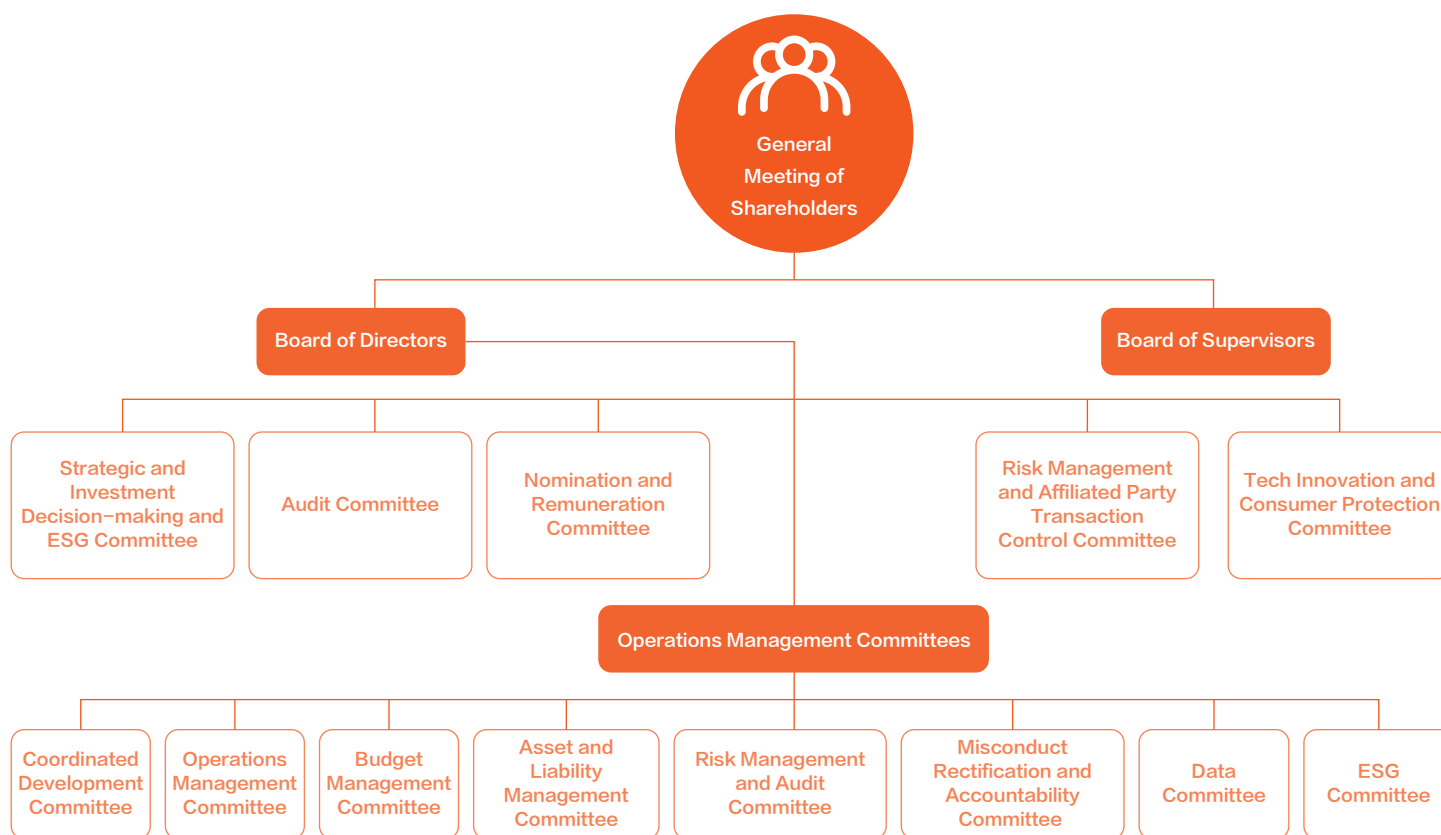 General
Meeting of
Shareholders
Board of Directors
Board of Supervisors
Strategic and
Investment
Decision-making and
ESG Committee
Audit Committee
Nomination and
Remuneration
Committee
Risk Management
and Affiliated Party
Transaction
Control Committee
Tech Innovation and
Consumer Protection
Committee
Operations Management Committees
Coordinated
Development
Committee
Operations
Management
Committee
Budget
Management
Committee
Asset and
Liability
Management
Committee
Risk Management
and Audit
Committee
Misconduct
Rectification and
Accountability
Committee
Data
Committee
ESG
Committee